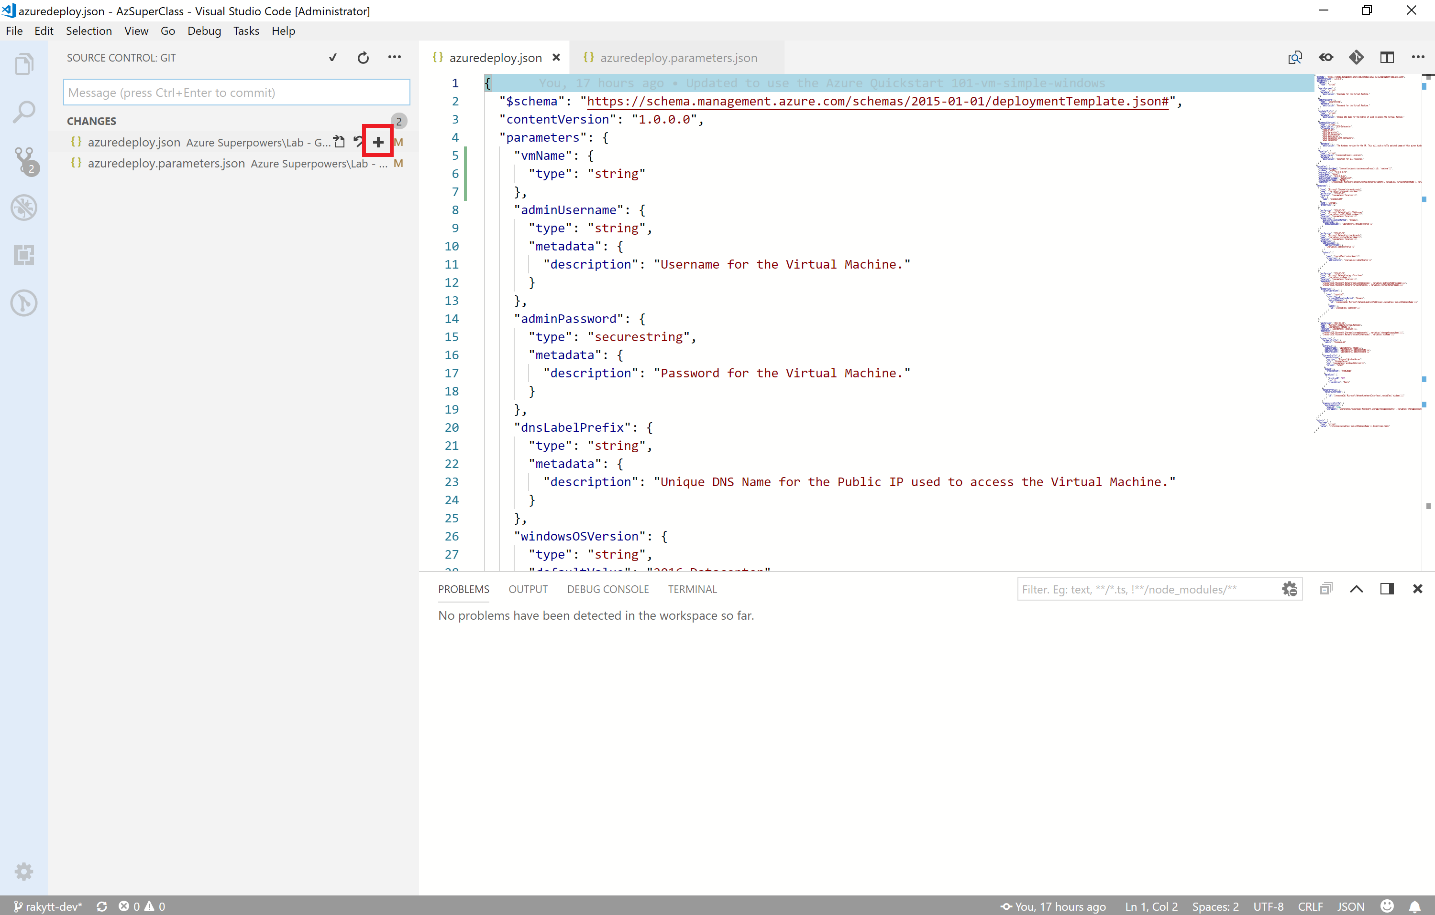 azuredeploy.json - AzSuperClass - Visual Studio Code [Administrator]
File Edit Selection View Go Debug Tasks Help
SOURCE CONTROL: GIT
Message (press Ctrl+Enter to commit)
CHANGES 2
azuredeploy.json Azure Superpowers\Lab - G... M
azuredeploy.parameters.json Azure Superpowers\Lab - ... M
2
{ } azuredeploy.json
{ } azuredeploy.parameters.json
1 { You, 17 hours ago • Updated to use the Azure Quickstart 101-vm-simple-windows
2 "$schema": "https://schema.management.azure.com/schemas/2015-01-01/deploymentTemplate.json#",
3 "contentVersion": "1.0.0.0",
4 "parameters": {
5 "vmName": {
6 "type": "string"
7 },
8 "adminUsername": {
9 "type": "string",
10 "metadata": {
11 "description": "Username for the Virtual Machine."
12 }
13 },
14 "adminPassword": {
15 "type": "securestring",
16 "metadata": {
17 "description": "Password for the Virtual Machine."
18 }
19 },
20 "dnsLabelPrefix": {
21 "type": "string",
22 "metadata": {
23 "description": "Unique DNS Name for the Public IP used to access the Virtual Machine."
24 }
25 },
26 "windowsOSVersion": {
27 "type": "string",
28 "defaultValue": "2016-Datacenter"
PROBLEMS OUTPUT DEBUG CONSOLE TERMINAL
Filter. Eg: text, **/*.ts, !**/node_modules/**
No problems have been detected in the workspace so far.
rakytt-dev* 0 0
You, 17 hours ago Ln 1, Col 2 Spaces: 2 UTF-8 CRLF JSON